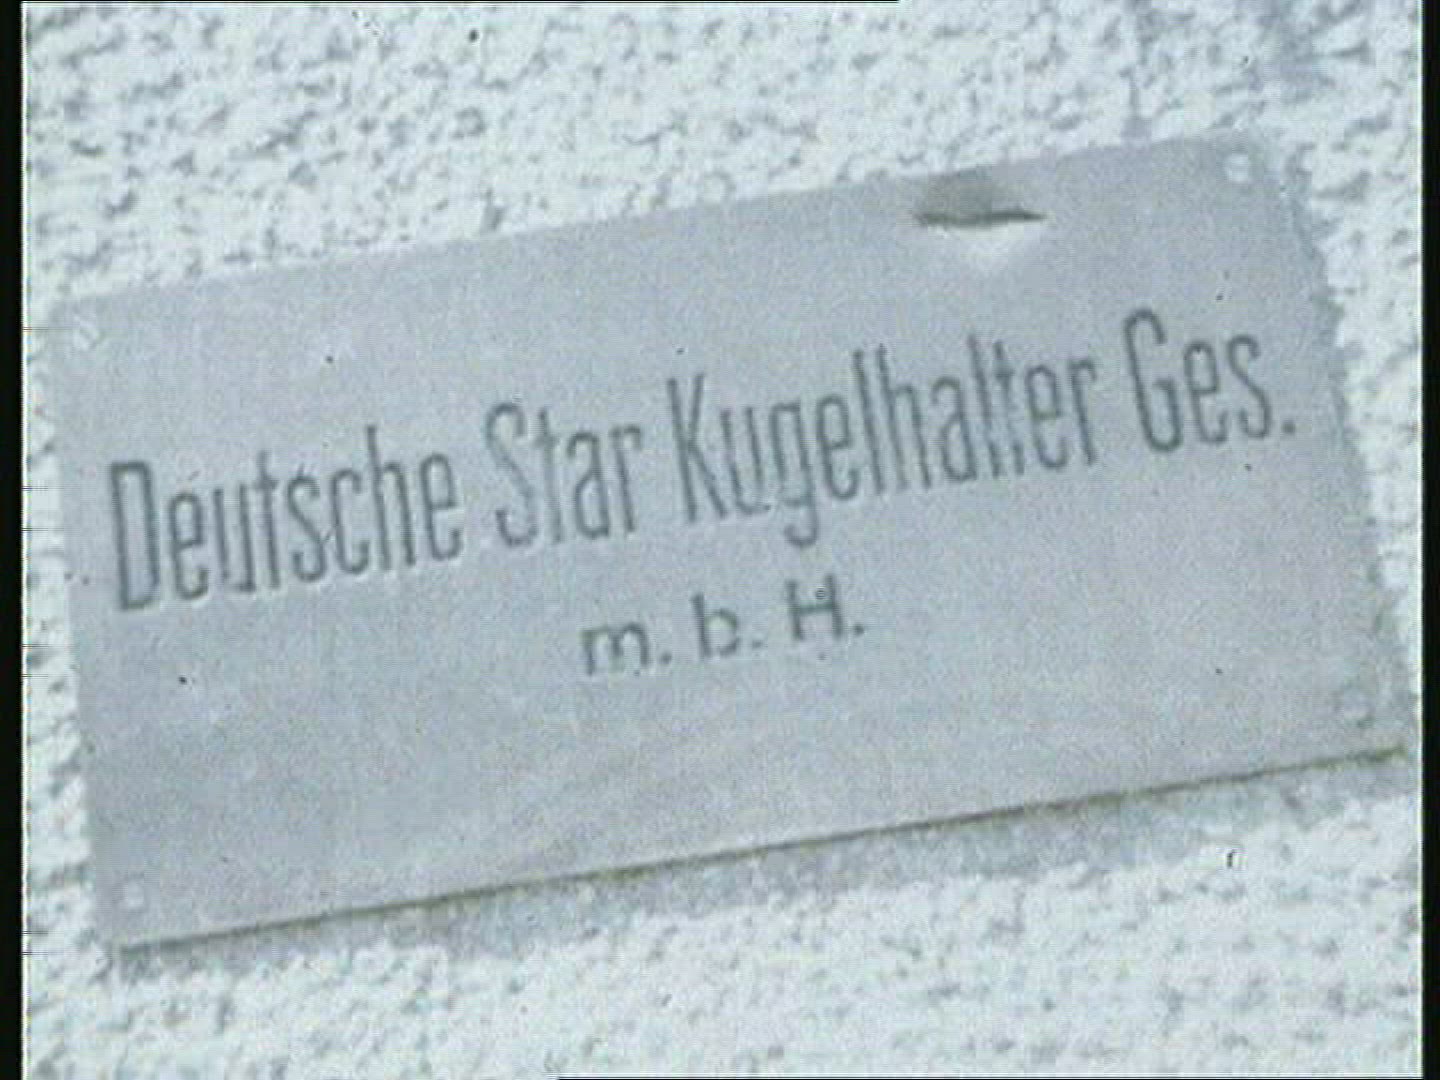 Deutsche Star Kugelhalter Ges.
m. b. H.